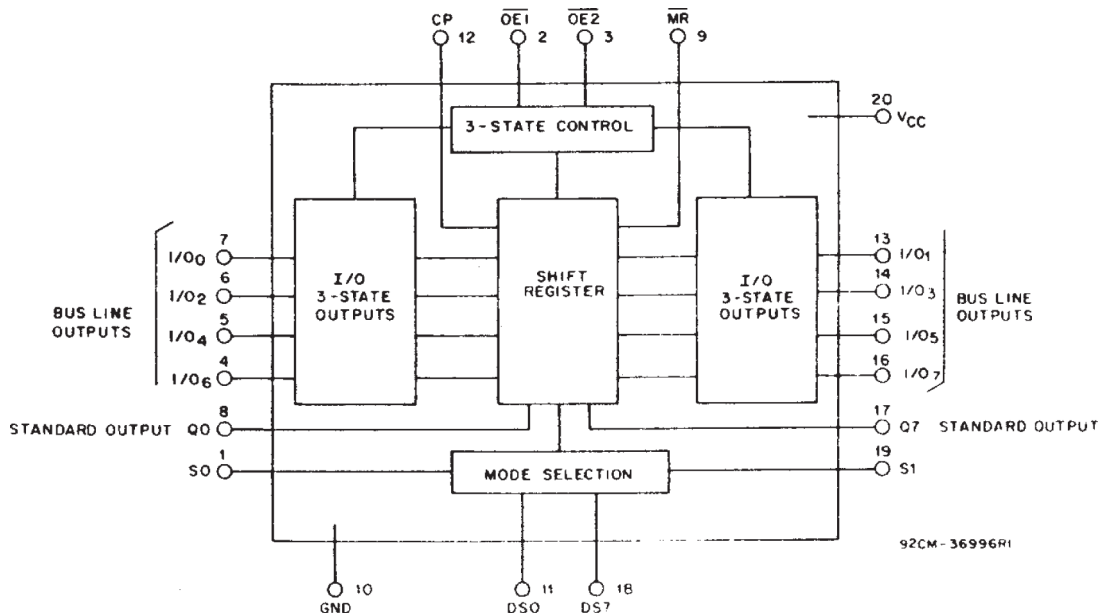 CP 12
OE1 2
OE2 3
MR 9
20 VCC
3-STATE CONTROL
BUS LINE
OUTPUTS
7
I/O0
6
I/O2
5
I/O4
4
I/O6
I/O
3-STATE
OUTPUTS
SHIFT
REGISTER
I/O
3-STATE
OUTPUTS
13
I/O1
14
I/O3
15
I/O5
16
I/O7
BUS LINE
OUTPUTS
8
STANDARD OUTPUT Q0
17
Q7 STANDARD OUTPUT
1
S0
MODE SELECTION
19
S1
92CM-36996R1
10
GND
11
DS0
18
DS7